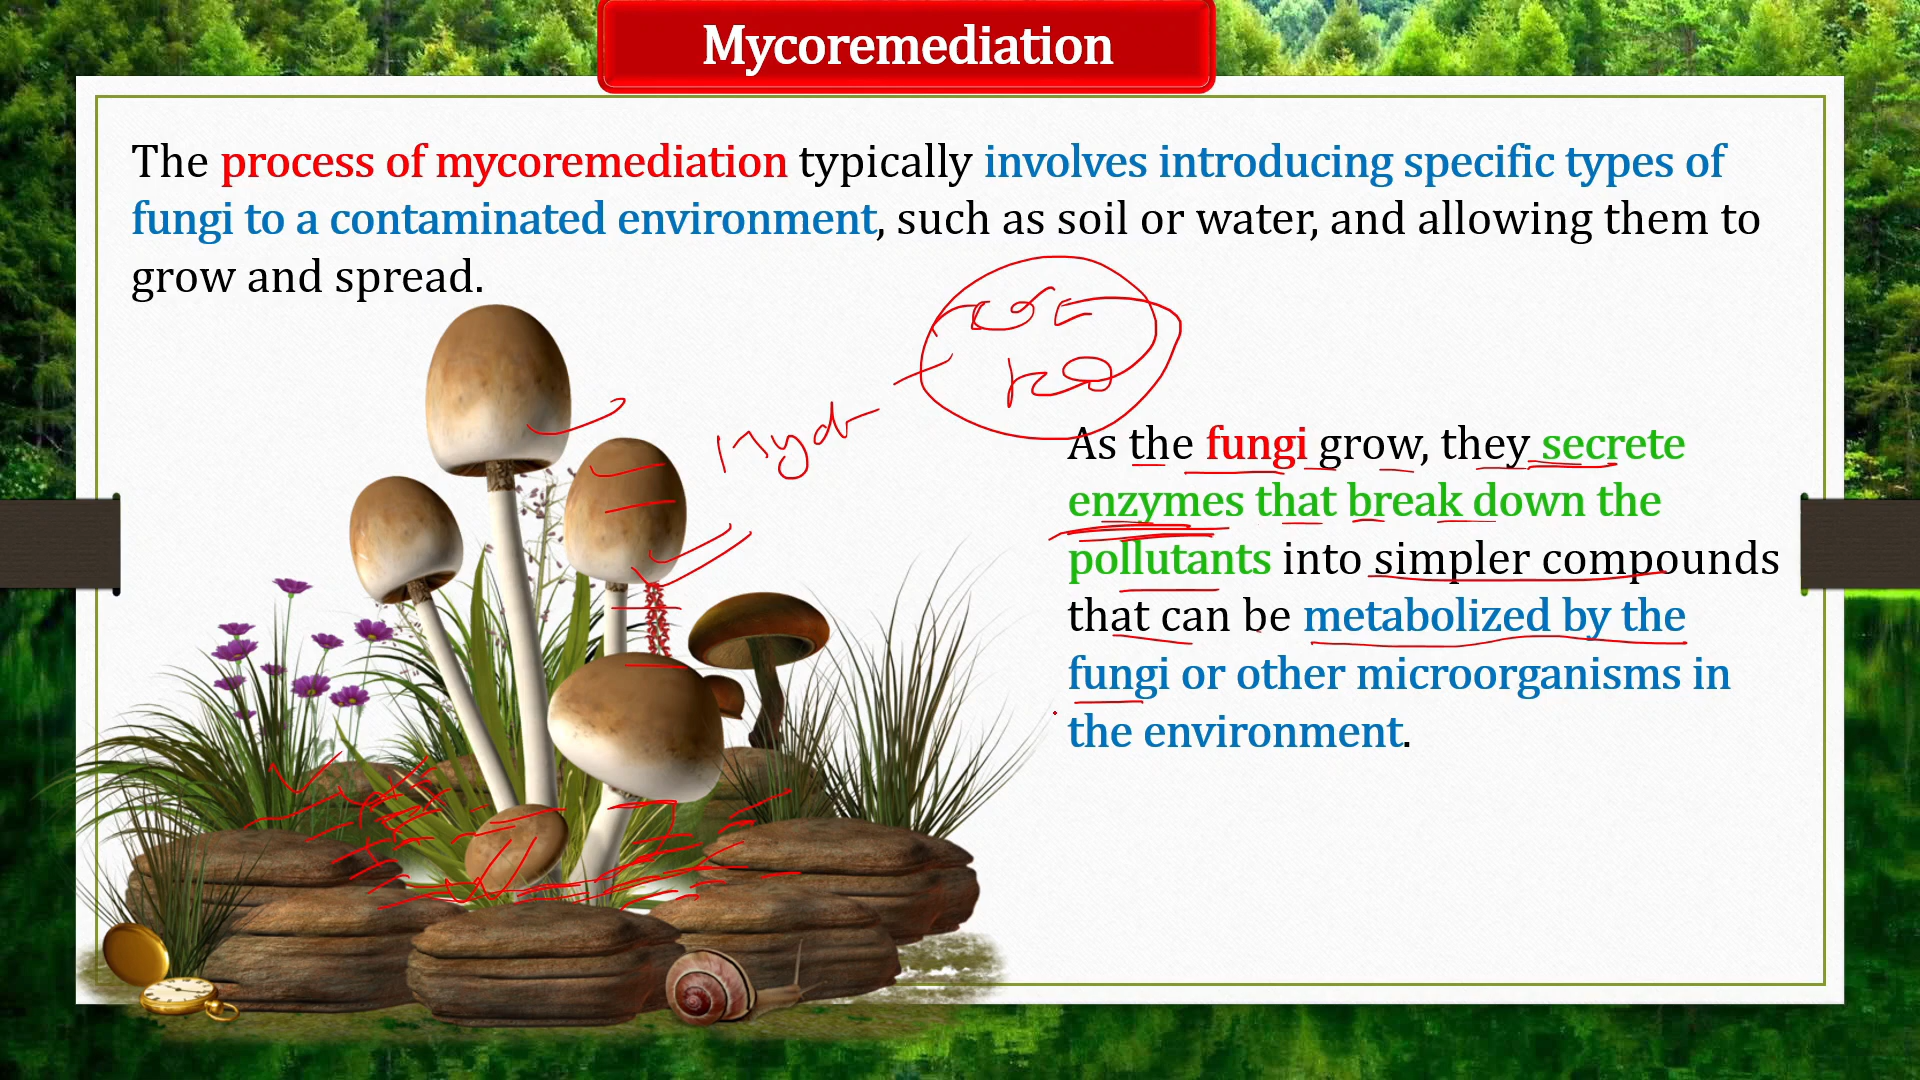 Mycoremediation
The process of mycoremediation typically involves introducing specific types of
fungi to a contaminated environment, such as soil or water, and allowing them to
grow and spread.
As the fungi grow, they secrete
enzymes that break down the
pollutants into simpler compounds
that can be metabolized by the
fungi or other microorganisms in
the environment.